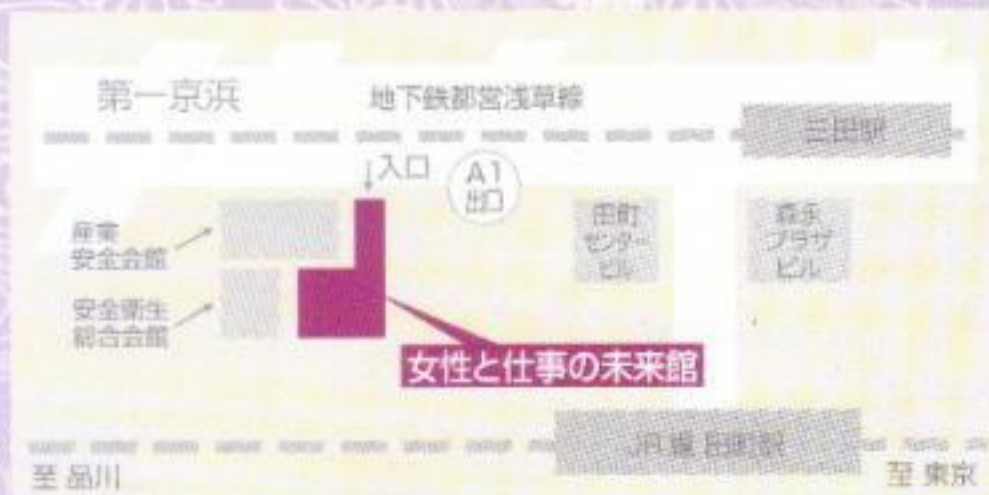 第一京浜
地下鉄都営浅草線
三田駅
入口
A1
出口
産業
安全会館
田町
センター
ビル
森永
プラザ
ビル
安全衛生
総合会館
女性と仕事の未来館
JR線 田町駅
至 品川
至 東京